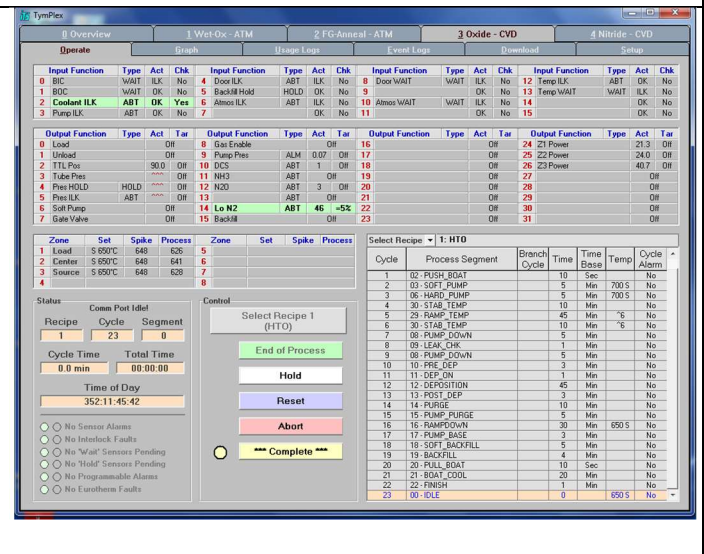 TymPlex
0 Overview 1 Wet-Ox - ATM 2 FG-Anneal - ATM 3 Oxide - CVD 4 Nitride - CVD
Operate Graph Usage Logs Event Logs Download Setup
Input Function Type Act Chk Input Function Type Act Chk Input Function Type Act Chk Input Function Type Act Chk
0 BIC WAIT ILK No 4 Door ILK ABT ILK No 8 Door WAIT WAIT ILK No 12 Temp ILK ABT OK No
1 BOC WAIT OK No 5 Backfill Hold HOLD OK No 9 OK No 13 Temp WAIT WAIT ILK No
2 Coolant ILK ABT OK Yes 6 Atmos ILK ABT ILK No 10 Atmos WAIT WAIT ILK No 14 OK No
3 Pump ILK ABT ILK No 7 OK No 11 OK No 15 OK No
Output Function Type Act Tar Output Function Type Act Tar Output Function Type Act Tar Output Function Type Act Tar
0 Load Off 8 Gas Enable Off 16 Off 24 Z1 Power 21.3 Off
1 Unload Off 9 Pump Pres ALM 0.07 Off 17 Off 25 Z2 Power 24.0 Off
2 TTL Pos 90.0 Off 10 DCS ABT 1 Off 18 Off 26 Z3 Power 40.7 Off
3 Tube Pres ^^^ Off 11 NH3 ABT Off 19 Off 27 Off
4 Pres HOLD HOLD ^^^ Off 12 N2O ABT 3 Off 20 Off 28 Off
5 Pres ILK ABT ^^^ Off 13 ABT Off 21 Off 29 Off
6 Soft Pump Off 14 Lo N2 ABT 46 =5% 22 Off 30 Off
7 Gate Valve Off 15 Backfill Off 23 Off 31 Off
Zone Set Spike Process Zone Set Spike Process
1 Load S 650°C 648 626 5
2 Center S 650°C 648 641 6
3 Source S 650°C 648 628 7
4 8
Select Recipe 1: HTO
Cycle Process Segment Branch Cycle Time Time Base Temp Cycle Alarm
1 02 - PUSH_BOAT 10 Sec No
2 03 - SOFT_PUMP 5 Min 700 S No
3 06 - HARD_PUMP 5 Min 700 S No
4 30 - STAB_TEMP 10 Min No
5 29 - RAMP_TEMP 45 Min ^6 No
6 30 - STAB_TEMP 10 Min ^6 No
7 08 - PUMP_DOWN 5 Min No
8 09 - LEAK_CHK 1 Min No
9 08 - PUMP_DOWN 5 Min No
10 10 - PRE_DEP 3 Min No
11 11 - DEP_ON 1 Min No
12 12 - DEPOSITION 45 Min No
13 13 - POST_DEP 3 Min No
14 14 - PURGE 10 Min No
15 15 - PUMP_PURGE 5 Min No
16 16 - RAMPDOWN 30 Min 650 S No
17 17 - PUMP_BASE 3 Min No
18 18 - SOFT_BACKFILL 5 Min No
19 19 - BACKFILL 4 Min No
20 20 - PULL_BOAT 10 Sec No
21 21 - BOAT_COOL 20 Min No
22 22 - FINISH 1 Min No
23 00 - IDLE 0 650 S No
Status
Comm Port Idle!
Recipe Cycle Segment
1 23 0
Cycle Time Total Time
0.0 min 00:00:00
Time of Day
352:11:45:42
No Sensor Alarms
No Interlock Faults
No 'Wait' Sensors Pending
No 'Hold' Sensors Pending
No Programmable Alarms
No Eurotherm Faults
Control
Select Recipe 1
(HTO)
End of Process
Hold
Reset
Abort
*** Complete ***